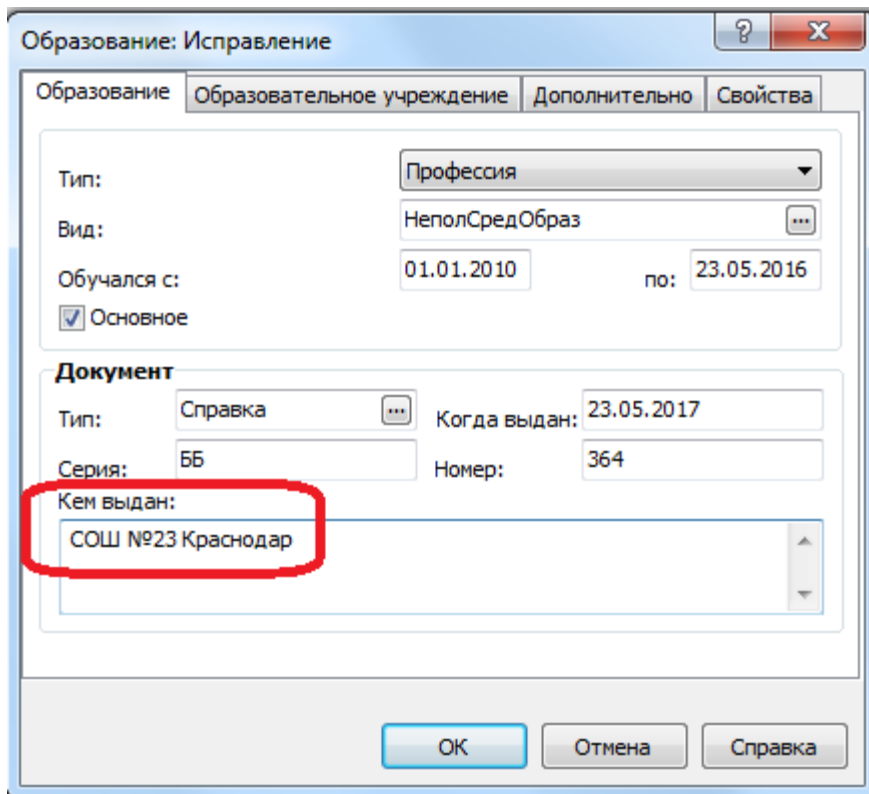 Образование: Исправление
Образование Образовательное учреждение Дополнительно Свойства
Тип: Профессия
Вид: НеполСредОбраз ...
Обучался с: 01.01.2010 по: 23.05.2016
Основное
Документ
Тип: Справка ... Когда выдан: 23.05.2017
Серия: ББ Номер: 364
Кем выдан:
СОШ №23 Краснодар
ОК Отмена Справка